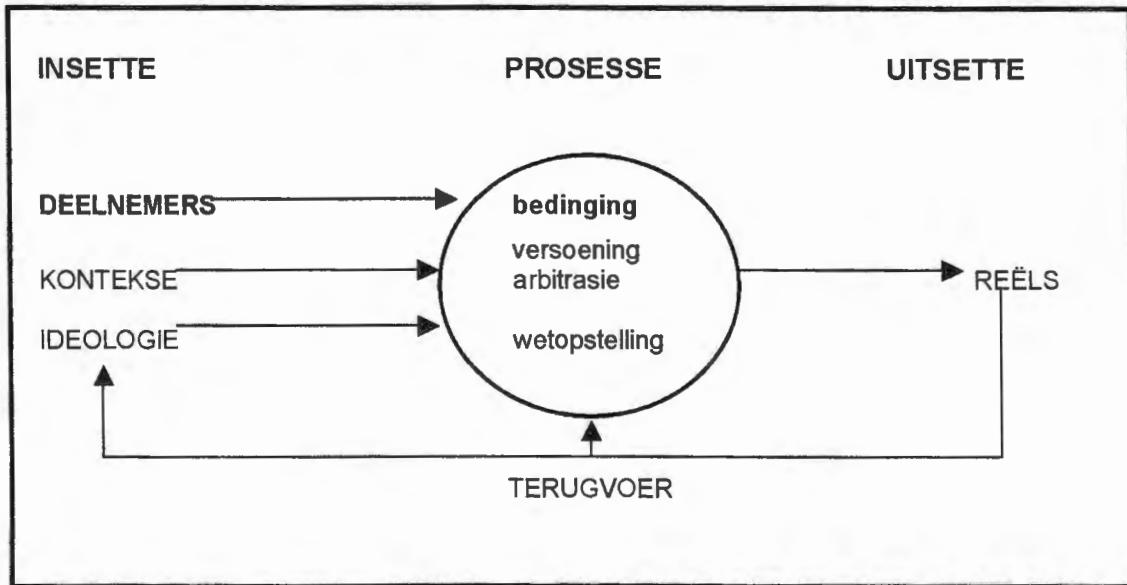 INSETTE PROSESSE UITSETTE
DEELNEMERS bedinging
versoening
KONTEKSE arbitrasie REËLS
IDEOLOGIE wetopstelling
TERUGVOER